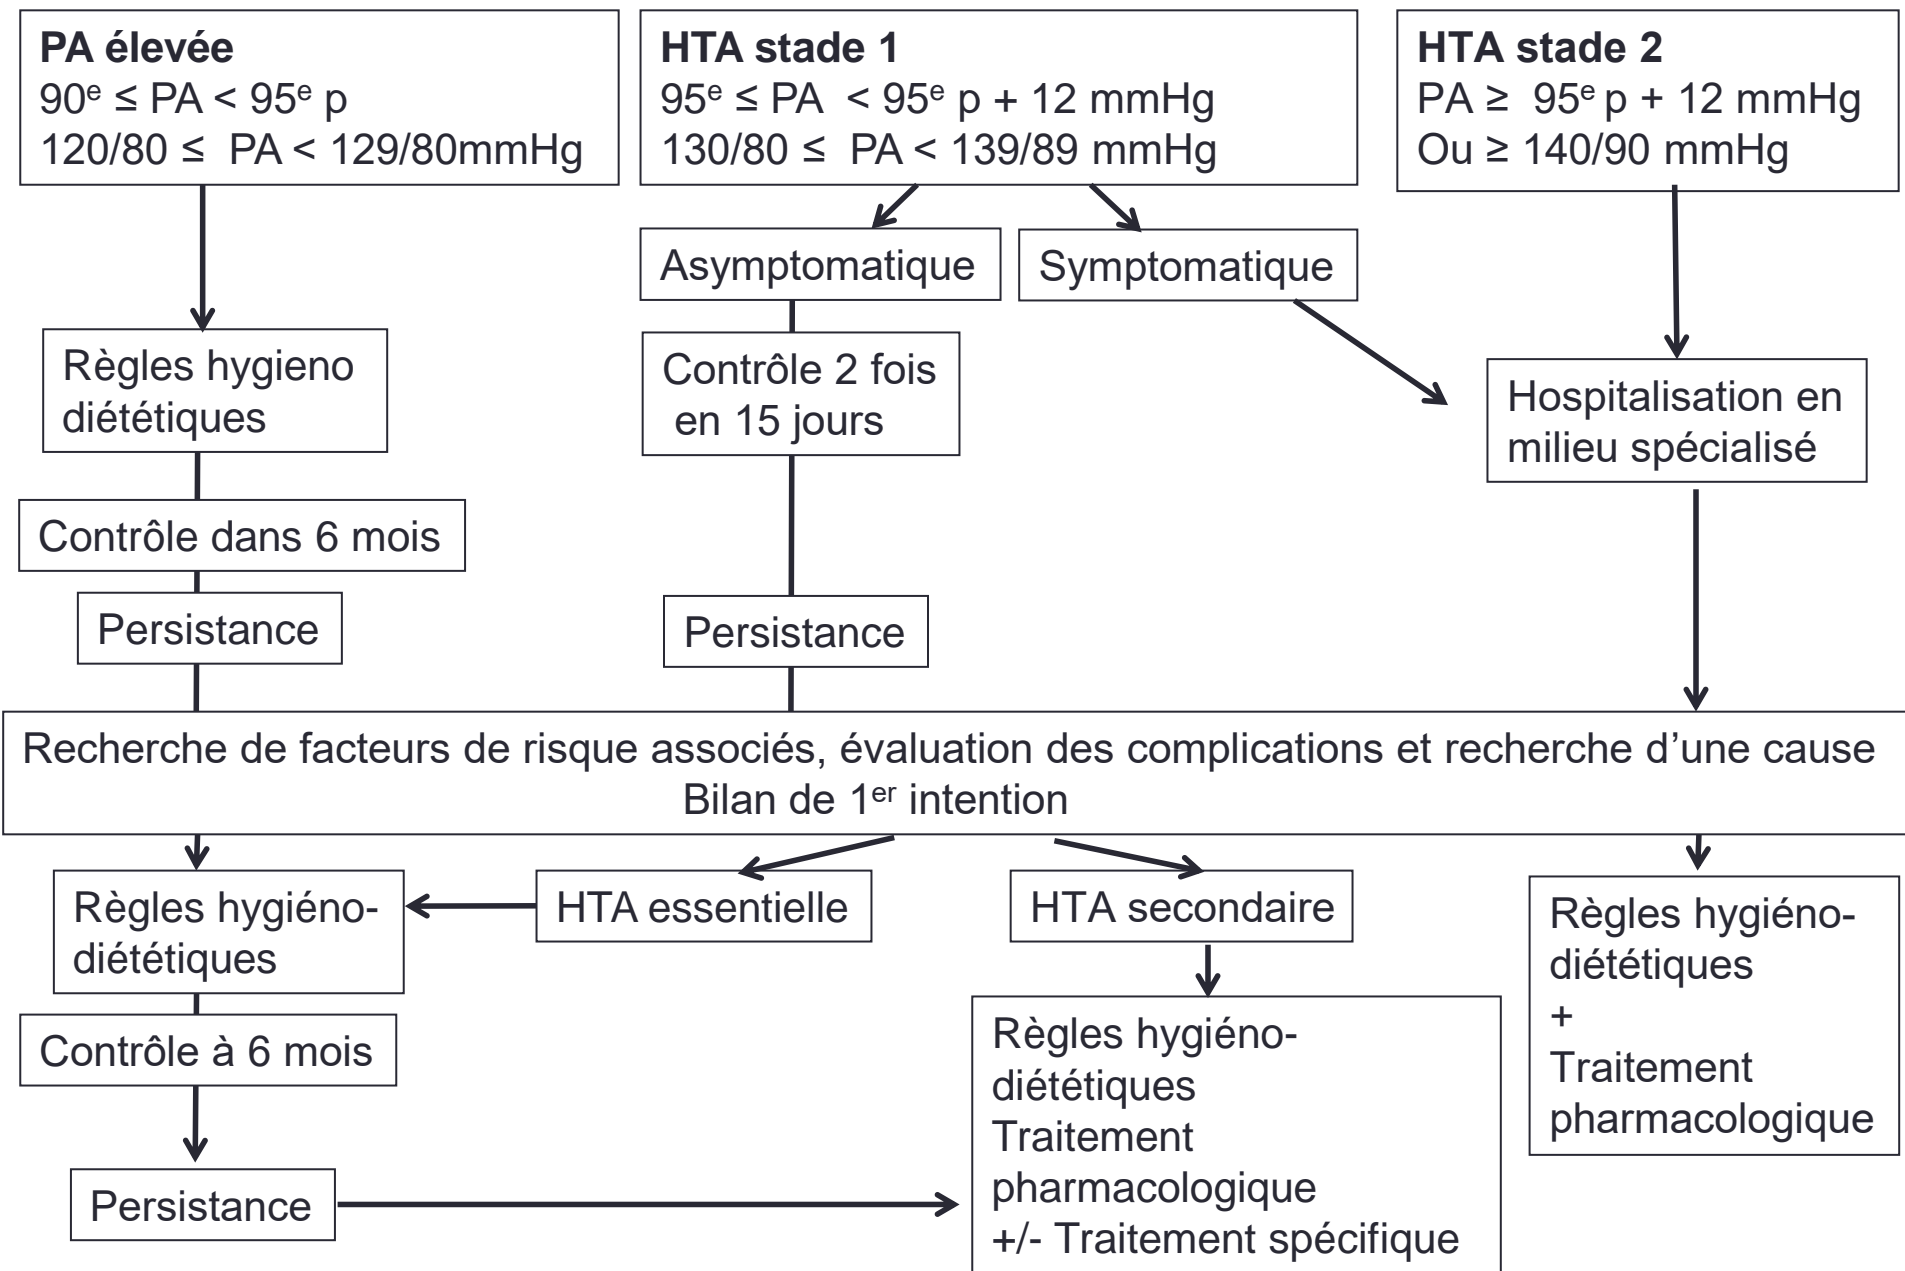 PA élevée
90ᵉ ≤ PA < 95ᵉ p
120/80 ≤  PA < 129/80mmHg
HTA stade 1
95ᵉ ≤ PA  < 95ᵉ p + 12 mmHg
130/80 ≤  PA < 139/89 mmHg
HTA stade 2
PA ≥  95ᵉ p + 12 mmHg
Ou ≥ 140/90 mmHg
Asymptomatique
Symptomatique
Règles hygieno
diététiques
Contrôle 2 fois
en 15 jours
Hospitalisation en
milieu spécialisé
Contrôle dans 6 mois
Persistance
Persistance
Recherche de facteurs de risque associés, évaluation des complications et recherche d’une cause
Bilan de 1ᵉʳ intention
Règles hygiéno-
diététiques
HTA essentielle
HTA secondaire
Règles hygiéno-
diététiques
+
Traitement
pharmacologique
Contrôle à 6 mois
Règles hygiéno-
diététiques
Traitement
pharmacologique
+/- Traitement spécifique
Persistance